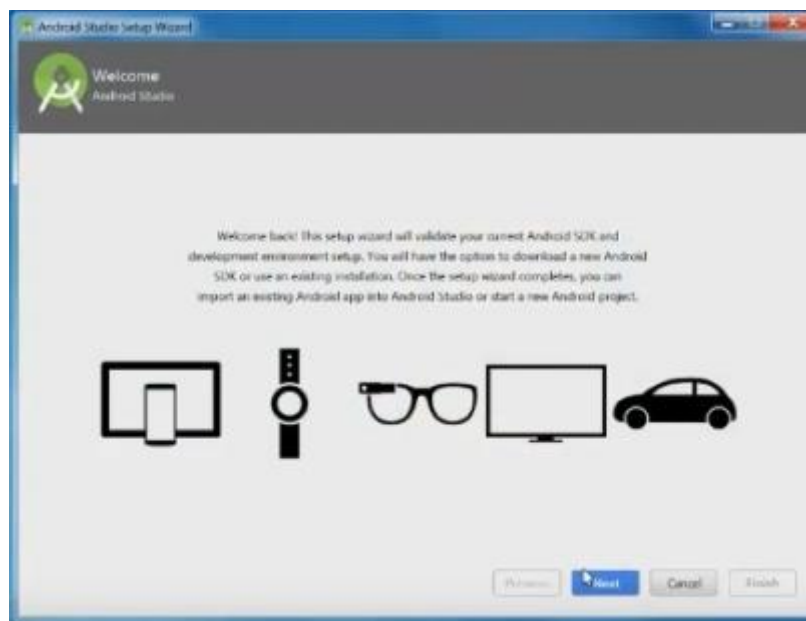 Android Studio Setup Wizard
Welcome
Android Studio
Welcome back! This setup wizard will validate your current Android SDK and
development environment setup. You will have the option to download a new Android
SDK or use an existing installation. Once the setup wizard completes, you can
import an existing Android app into Android Studio or start a new Android project.
Previous Next Cancel Finish